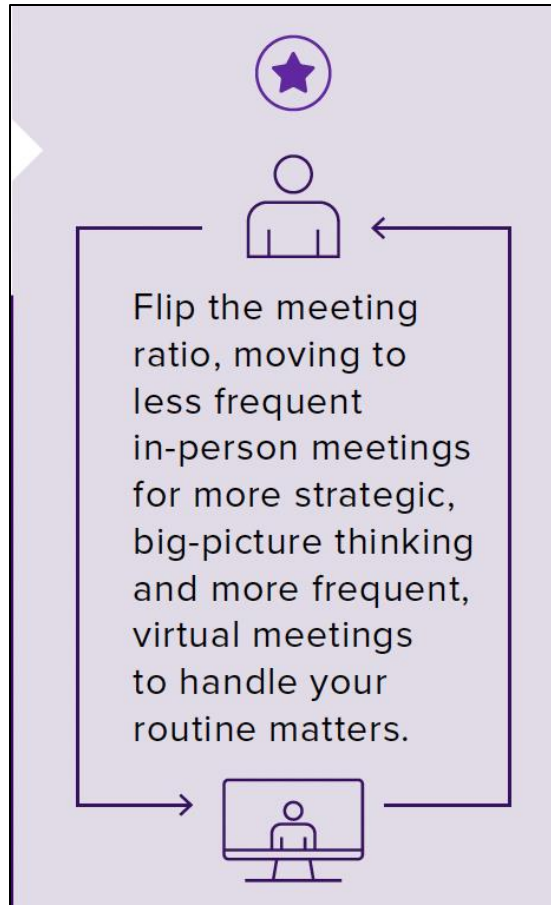 Flip the meeting
ratio, moving to
less frequent
in-person meetings
for more strategic,
big-picture thinking
and more frequent,
virtual meetings
to handle your
routine matters.